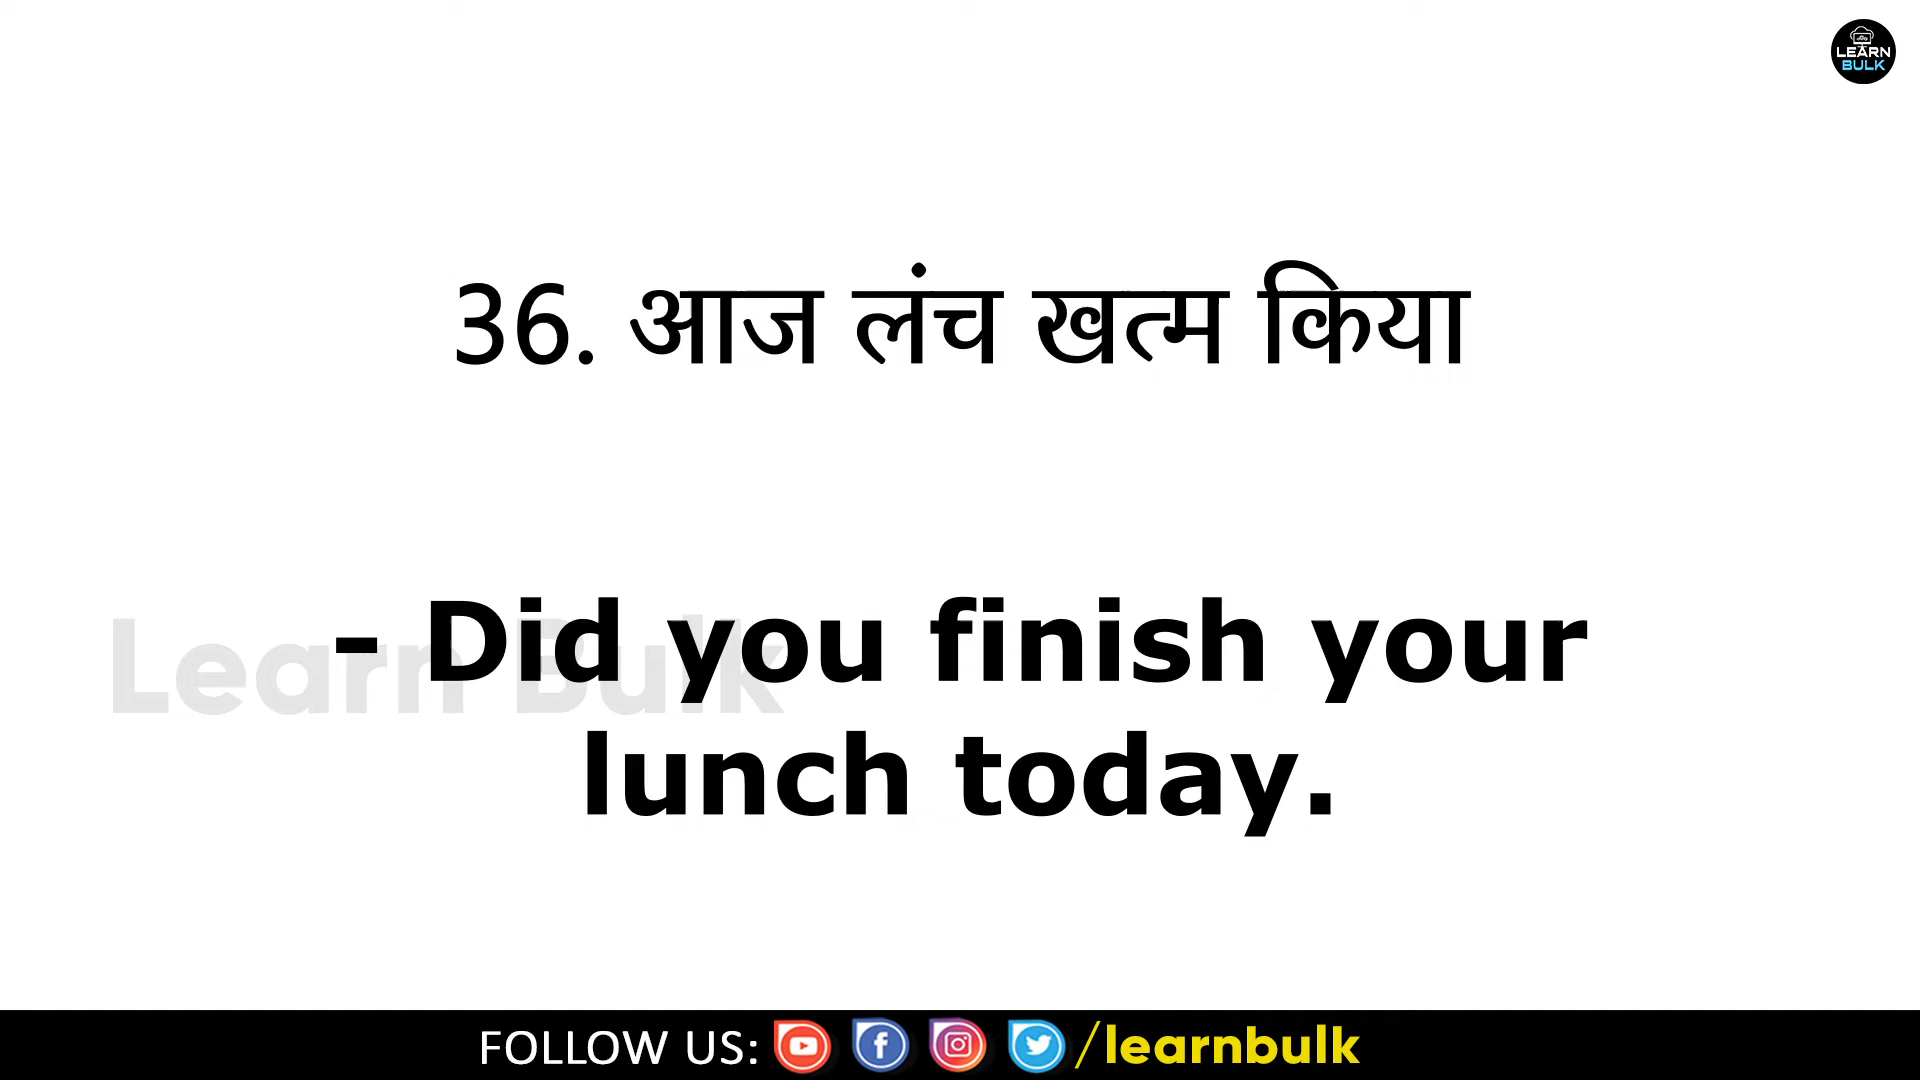 LEARN
BULK
36. आज लंच खत्म किया
Learn Bulk
- Did you finish your
lunch today.
FOLLOW US: /learnbulk